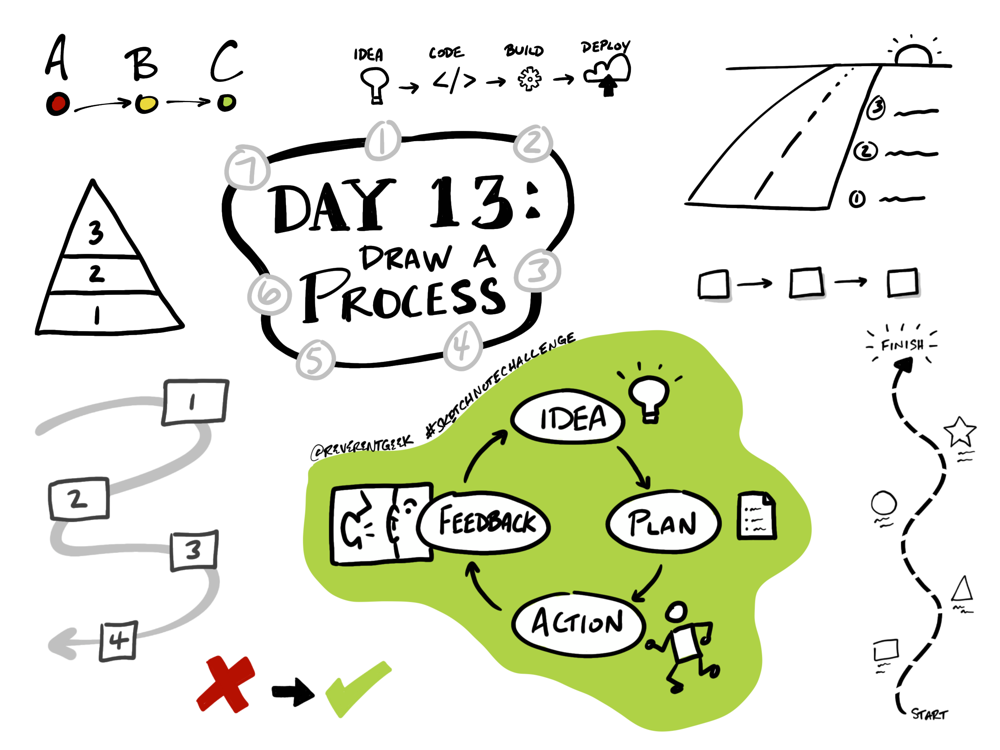 A B C
IDEA CODE BUILD DEPLOY
</>
1
2
3
4
5
6
7
DAY 13:
DRAW A
PROCESS
3
2
1
3
2
1
FINISH
START
1
2
3
4
@REVERENTGEEK #SKETCHNOTECHALLENGE
IDEA
PLAN
ACTION
FEEDBACK